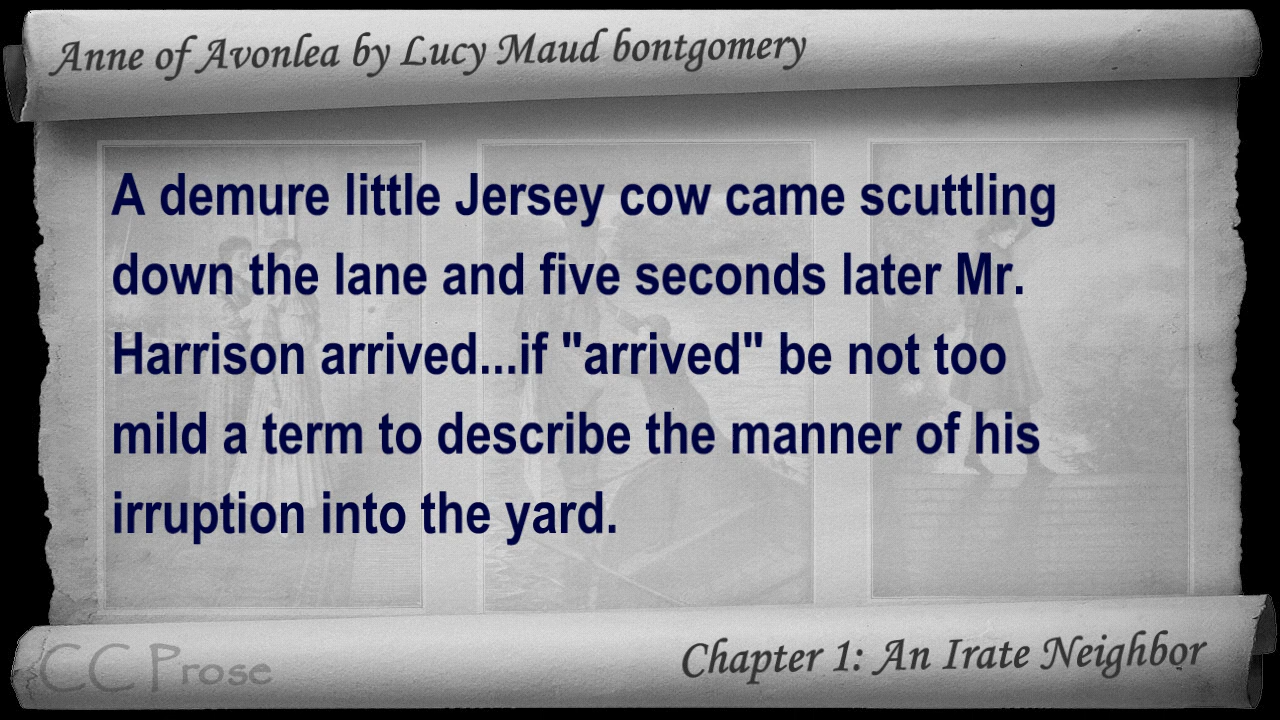 Anne of Avonlea by Lucy Maud bontgomery
A demure little Jersey cow came scuttling
down the lane and five seconds later Mr.
Harrison arrived...if "arrived" be not too
mild a term to describe the manner of his
irruption into the yard.
CC Prose
Chapter 1: An Irate Neighbor